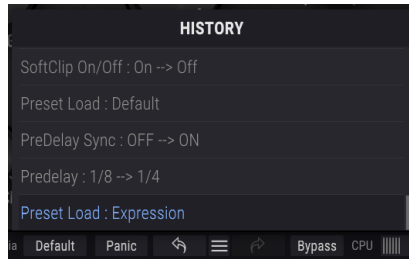 HISTORY
SoftClip On/Off : On --> Off
Preset Load : Default
PreDelay Sync : OFF --> ON
Predelay : 1/8 --> 1/4
Preset Load : Expression
ia Default Panic Bypass CPU